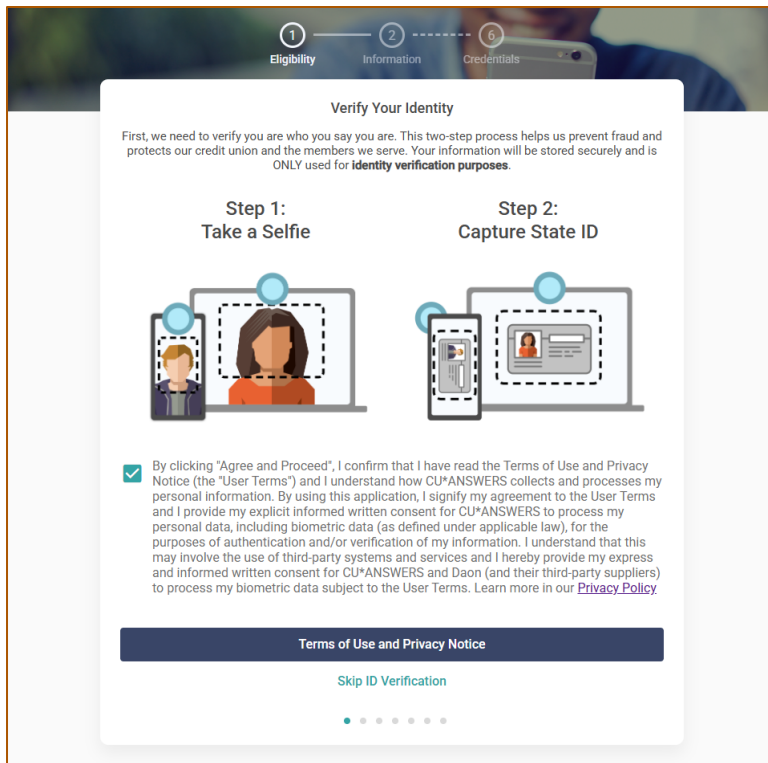 1 2 6
Eligibility Information Credentials
Verify Your Identity
First, we need to verify you are who you say you are. This two-step process helps us prevent fraud and
protects our credit union and the members we serve. Your information will be stored securely and is
ONLY used for identity verification purposes.
Step 1:
Take a Selfie
Step 2:
Capture State ID
By clicking "Agree and Proceed", I confirm that I have read the Terms of Use and Privacy
Notice (the "User Terms") and I understand how CU*ANSWERS collects and processes my
personal information. By using this application, I signify my agreement to the User Terms
and I provide my explicit informed written consent for CU*ANSWERS to process my
personal data, including biometric data (as defined under applicable law), for the
purposes of authentication and/or verification of my information. I understand that this
may involve the use of third-party systems and services and I hereby provide my express
and informed written consent for CU*ANSWERS and Daon (and their third-party suppliers)
to process my biometric data subject to the User Terms. Learn more in our Privacy Policy
Terms of Use and Privacy Notice
Skip ID Verification